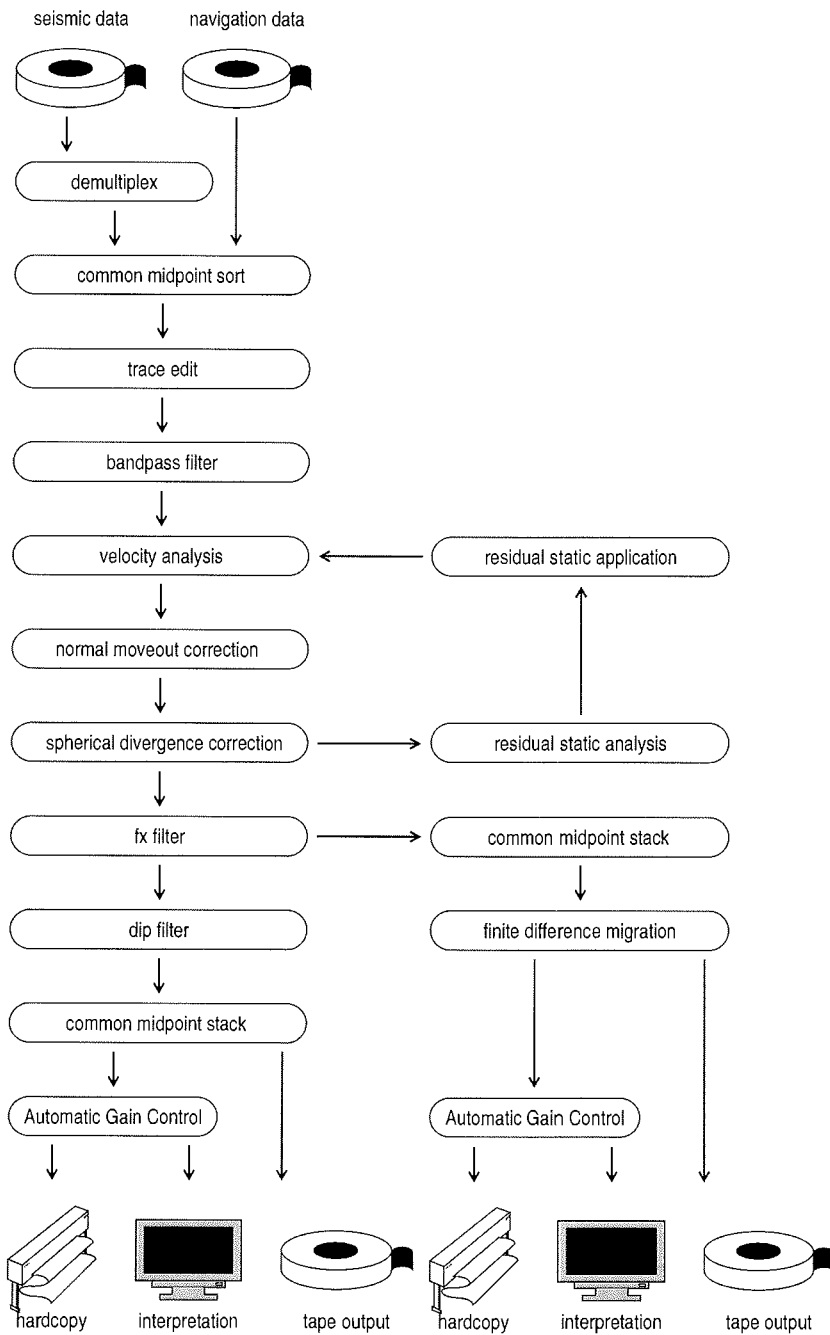 seismic data
navigation data
demultiplex
common midpoint sort
trace edit
bandpass filter
velocity analysis
residual static application
normal moveout correction
spherical divergence correction
residual static analysis
fx filter
common midpoint stack
dip filter
finite difference migration
common midpoint stack
Automatic Gain Control
Automatic Gain Control
hardcopy
interpretation
tape output
hardcopy
interpretation
tape output